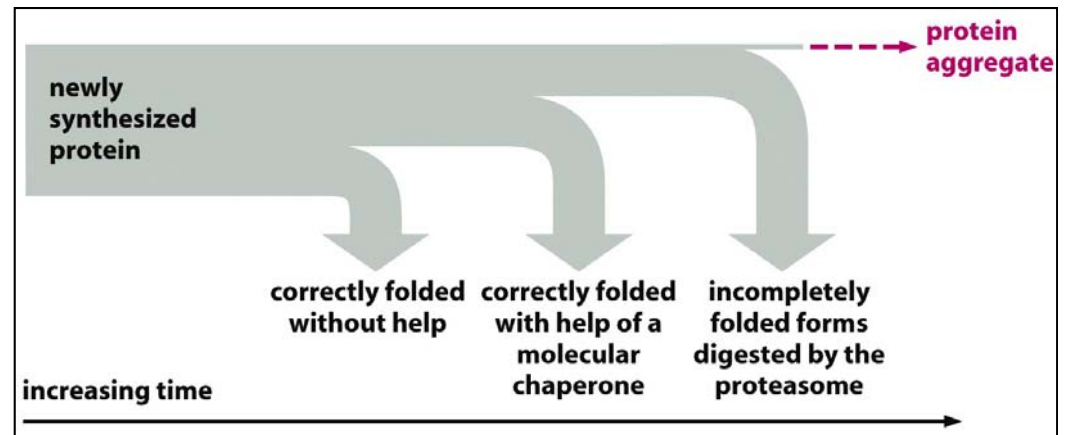 protein
aggregate
newly
synthesized
protein
correctly folded
without help
correctly folded
with help of a
molecular
chaperone
incompletely
folded forms
digested by the
proteasome
increasing time